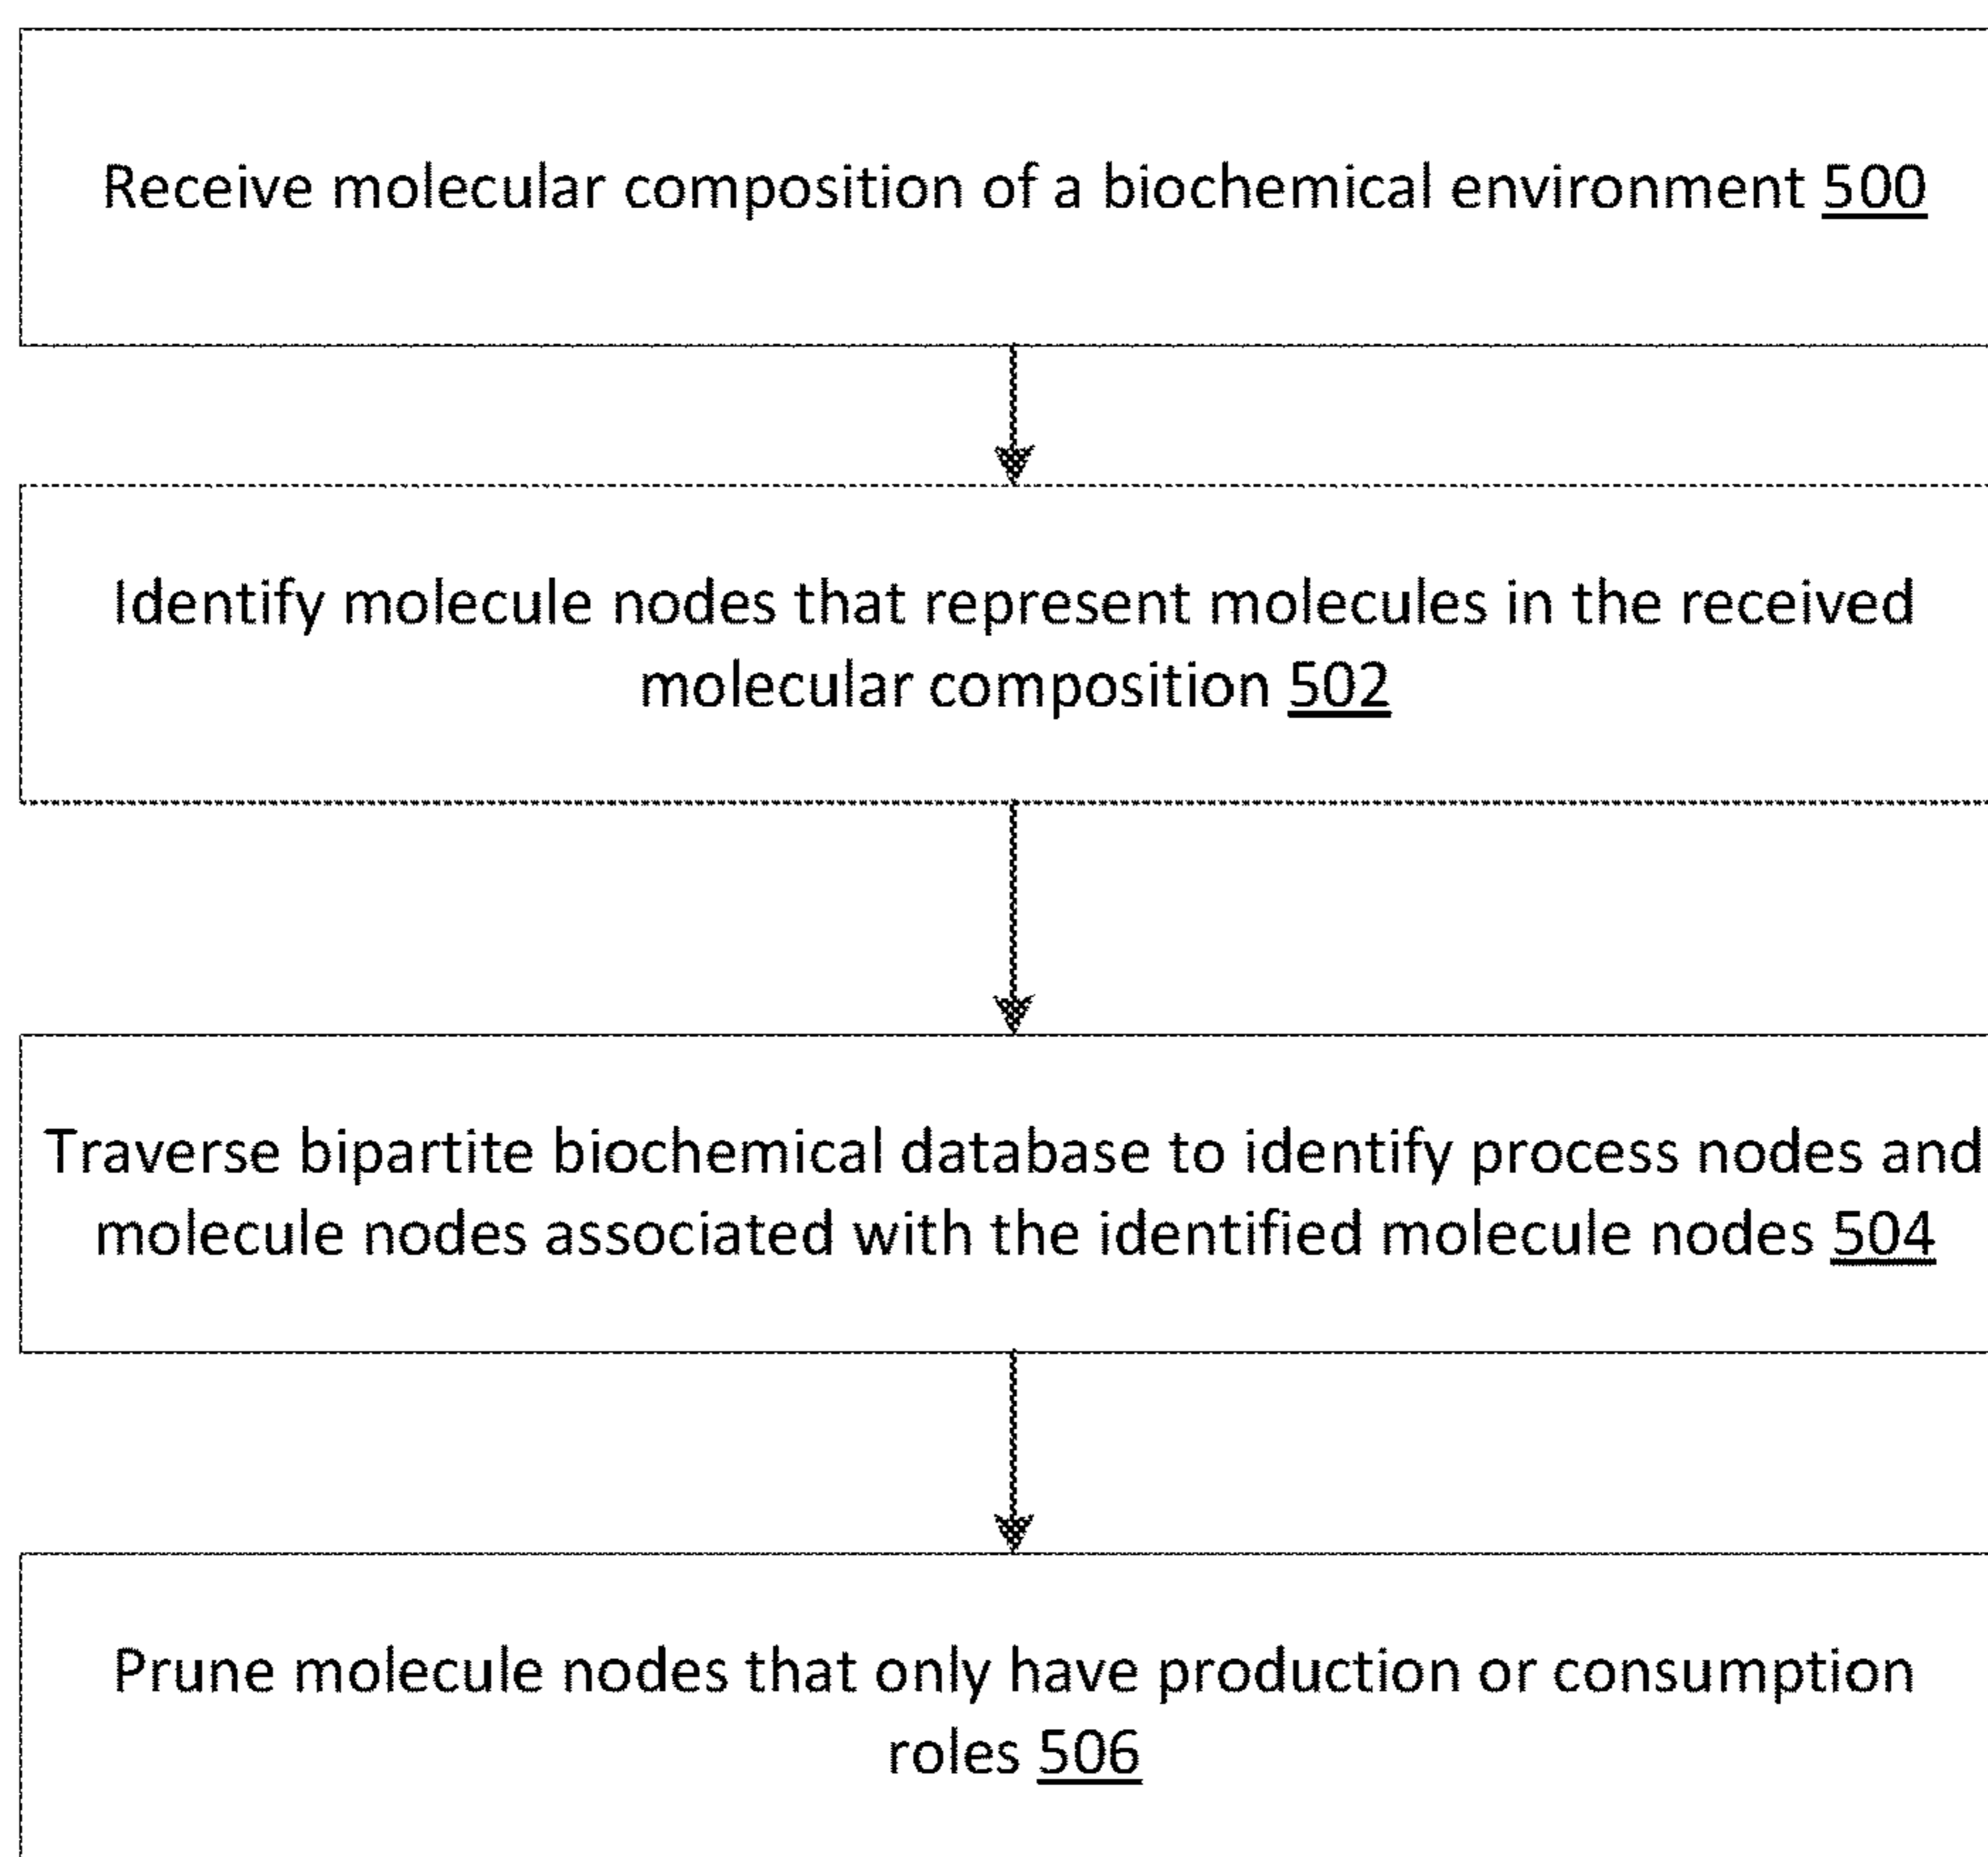 Receive molecular composition of a biochemical environment 500
Identify molecule nodes that represent molecules in the received
molecular composition 502
Traverse bipartite biochemical database to identify process nodes and
molecule nodes associated with the identified molecule nodes 504
Prune molecule nodes that only have production or consumption
roles 506